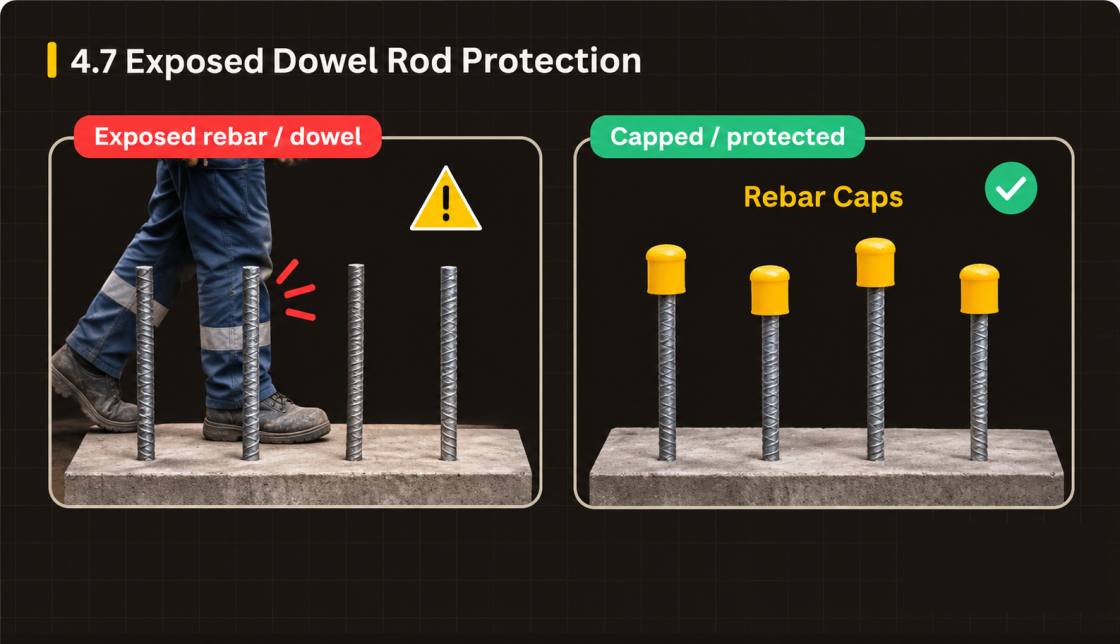 4.7 Exposed Dowel Rod Protection
Exposed rebar / dowel
Capped / protected
Rebar Caps